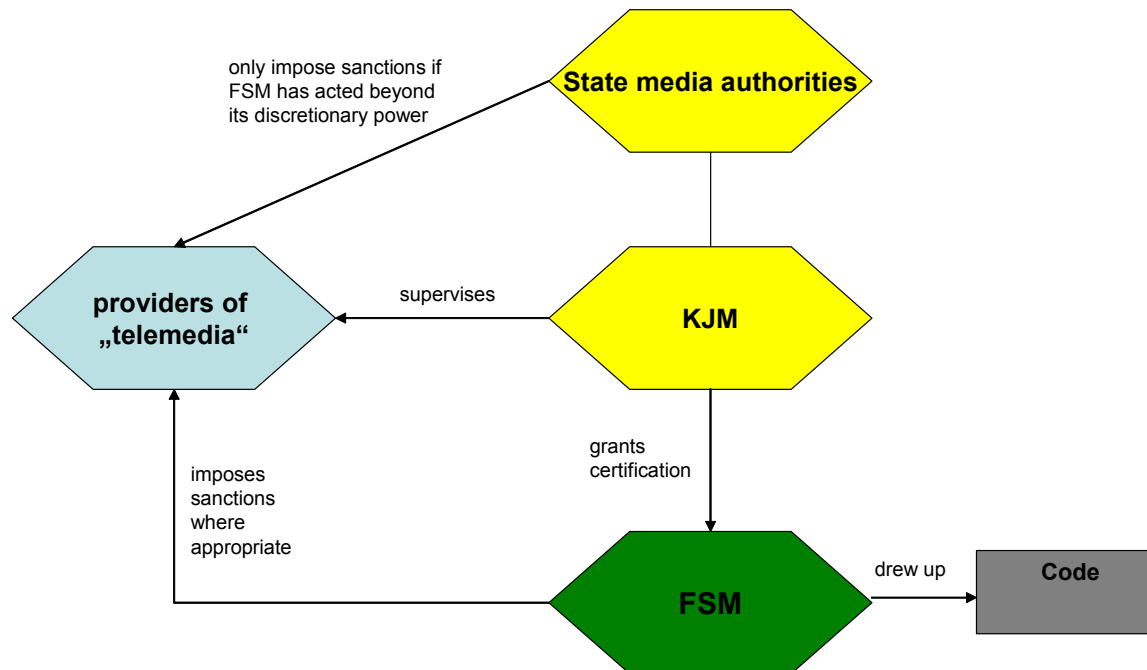 only impose sanctions if
FSM has acted beyond
its discretionary power
State media authorities
providers of
„telemedia“
supervises
KJM
grants
certification
imposes
sanctions
where
appropriate
FSM
drew up
Code